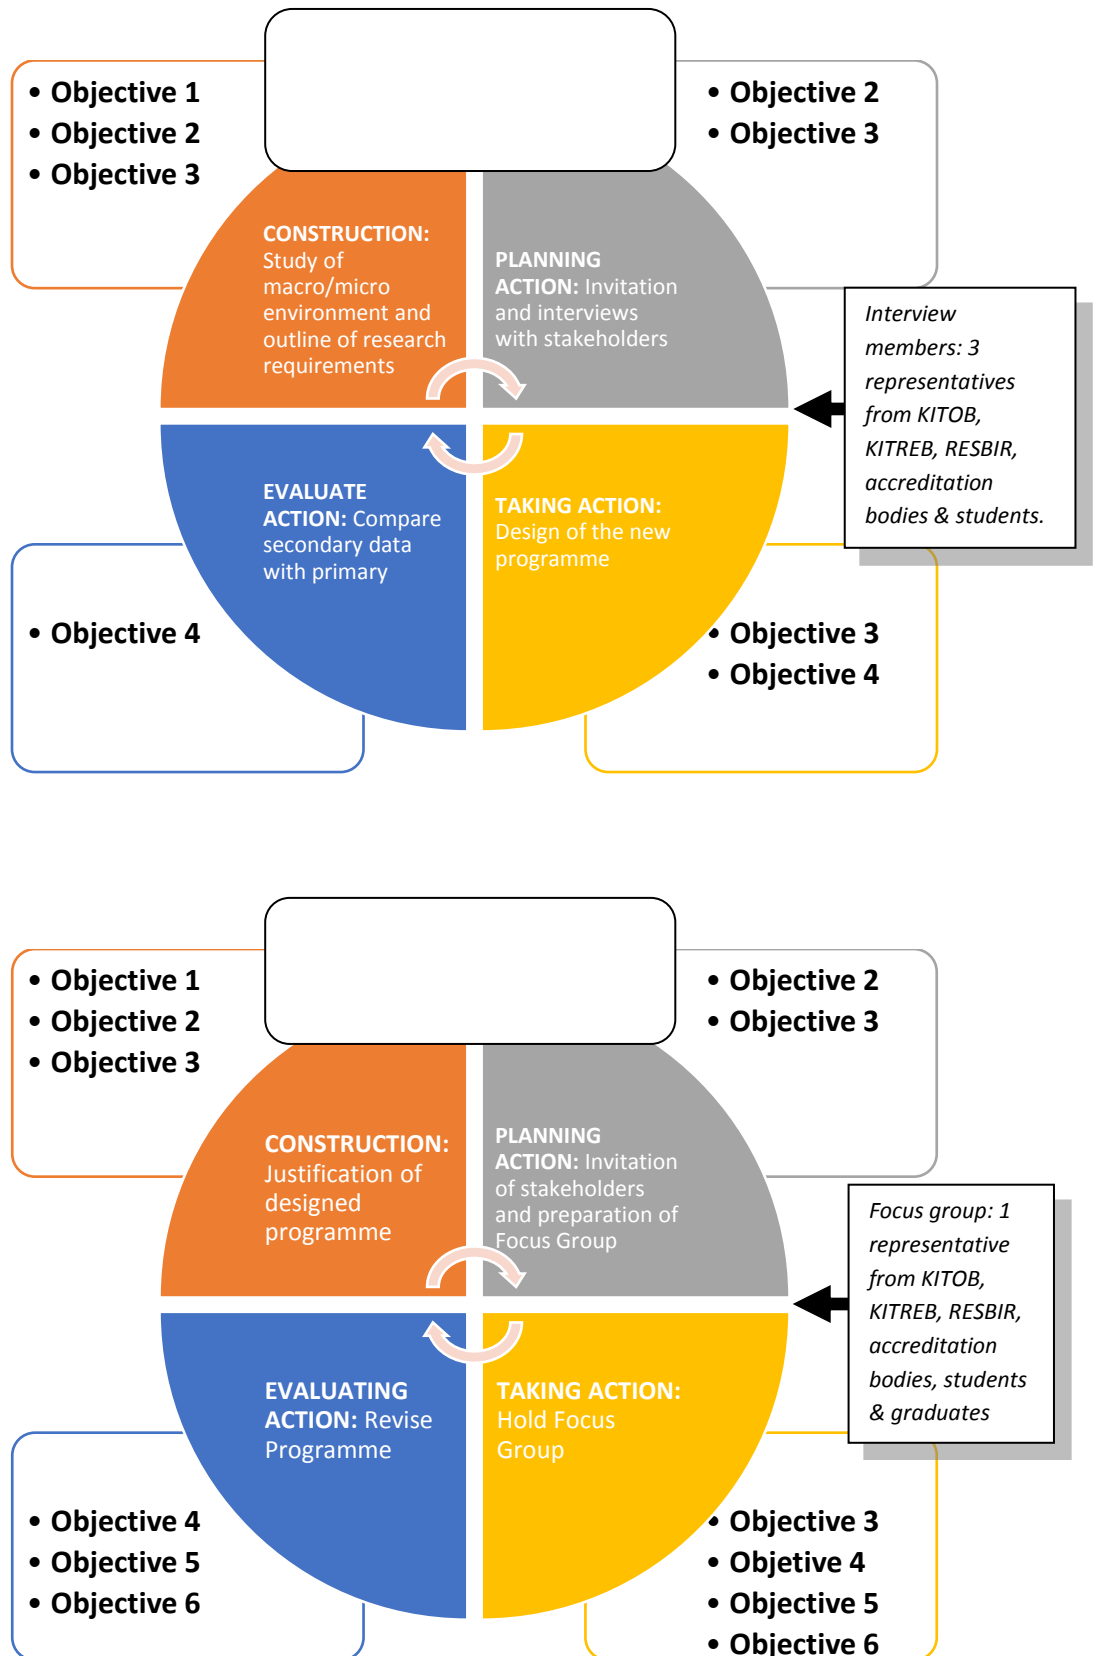 • Objective 1
• Objective 2
• Objective 3
• Objective 2
• Objective 3
CONSTRUCTION:
Study of
macro/micro
environment and
outline of research
requirements
PLANNING
ACTION: Invitation
and interviews
with stakeholders
Interview
members: 3
representatives
from KITOB,
KITREB, RESBIR,
accreditation
bodies & students.
EVALUATE
ACTION: Compare
secondary data
with primary
TAKING ACTION:
Design of the new
programme
• Objective 4
• Objective 3
• Objective 4
• Objective 1
• Objective 2
• Objective 3
• Objective 2
• Objective 3
CONSTRUCTION:
Justification of
designed
programme
PLANNING
ACTION: Invitation
of stakeholders
and preparation of
Focus Group
Focus group: 1
representative
from KITOB,
KITREB, RESBIR,
accreditation
bodies, students
& graduates
EVALUATING
ACTION: Revise
Programme
TAKING ACTION:
Hold Focus
Group
• Objective 4
• Objective 5
• Objective 6
• Objective 3
• Objetive 4
• Objective 5
• Objective 6